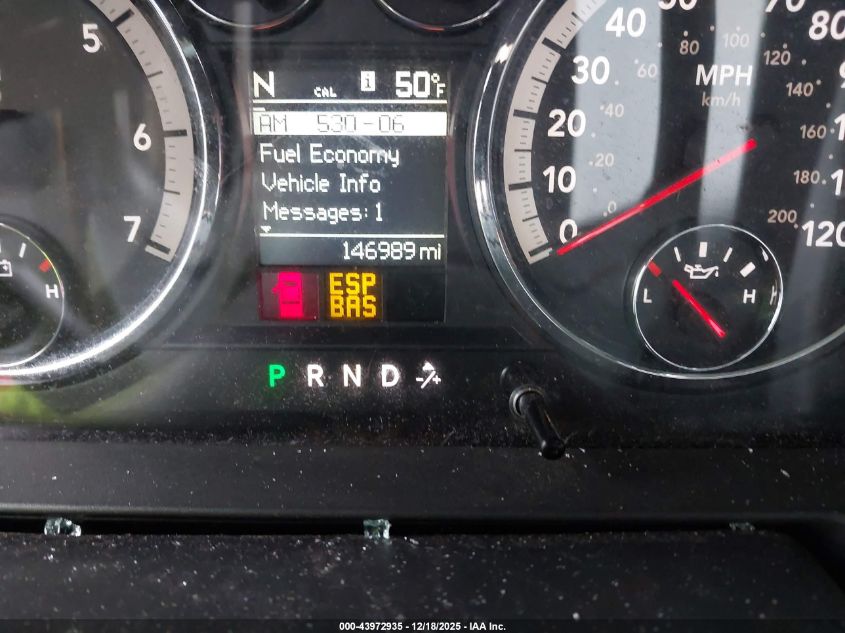 5
6
7
H
N CAL i 50°F
AM 530-06
Fuel Economy
Vehicle Info
Messages: 1
146989 mi
ESP
BAS
P R N D -/+
40
30
20
10
0
80
120
MPH
km/h
0
20
40
60
80
100
120
140
160
180
200
L H
000-43972935 - 12/18/2025 - IAA Inc.